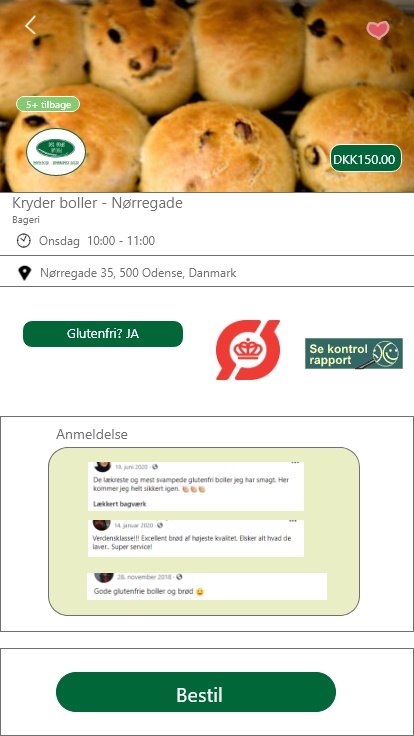 5+ tilbage
DKK150.00
Kryder boller - Nørregade
Bageri
Onsdag 10:00 - 11:00
Nørregade 35, 500 Odense, Danmark
Glutenfri? JA
Se kontrol
rapport
Anmeldelse
10. juni 2020
De lækreste og mest svampede glutenfri boller jeg har smagt. Her
kommer jeg helt sikkert igen. 👏🏼👏🏼👏🏼
Lækkert bagværk
14. januar 2020
Verdensklasse!!! Excellent brød af højeste kvalitet. Elsker alt hvad de
laver.. Super service!
28. november 2018
Gode glutenfrie boller og brød 😀
Bestil